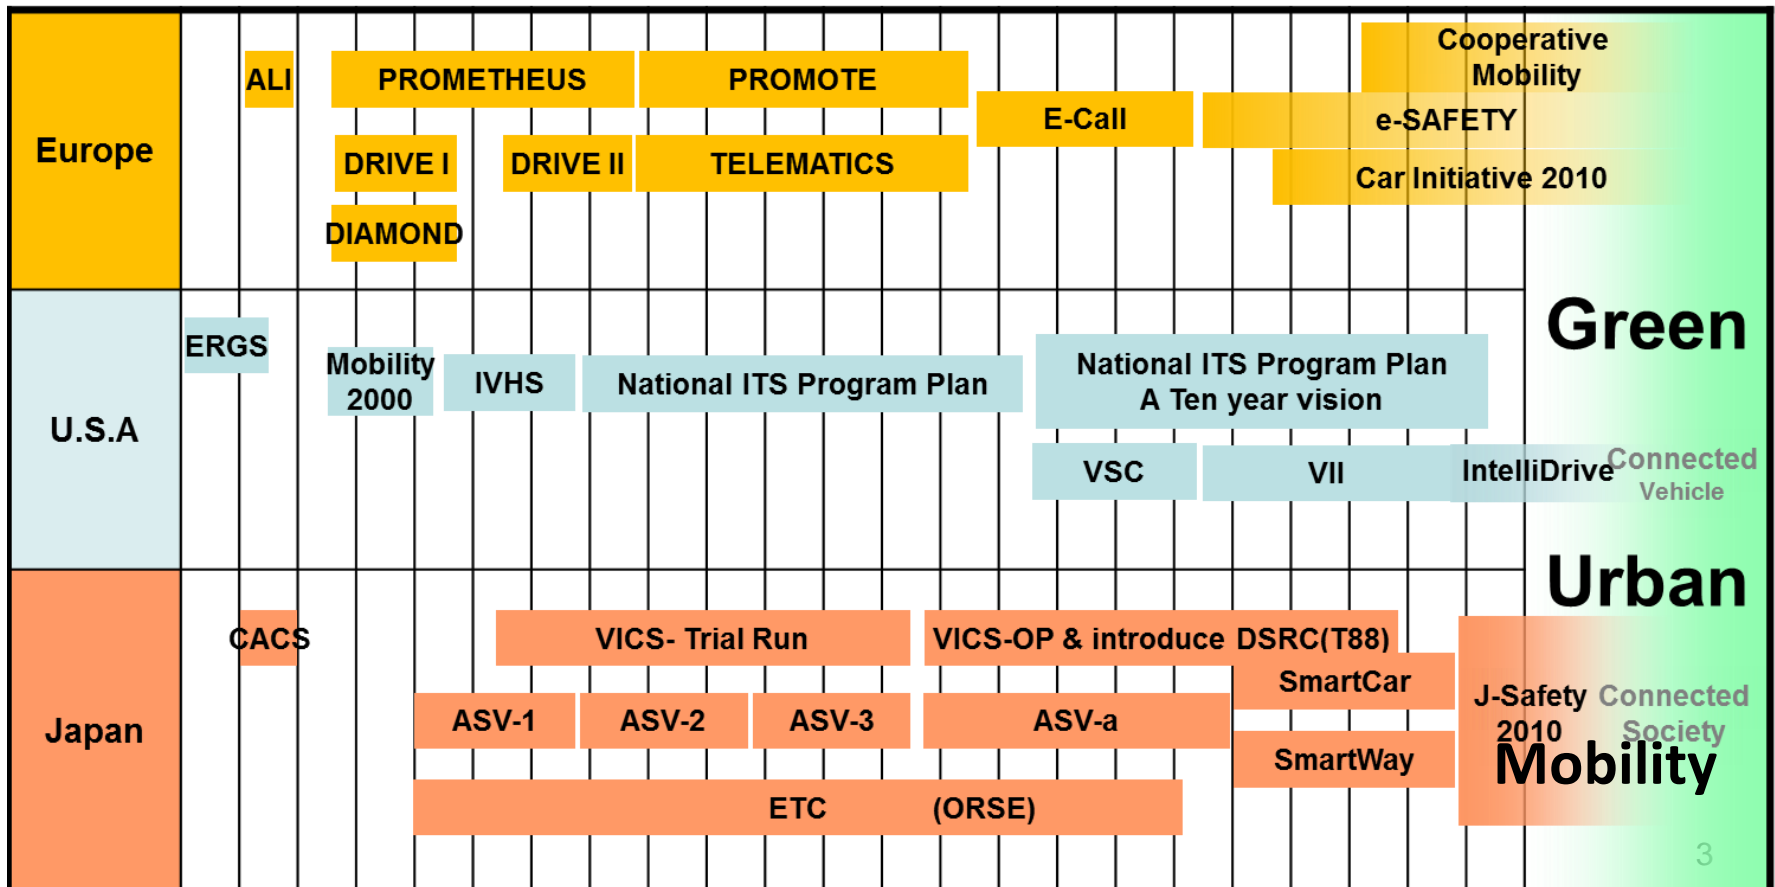 Europe
ALI
PROMETHEUS
PROMOTE
Cooperative
Mobility
E-Call
e-SAFETY
DRIVE I
DRIVE II
TELEMATICS
Car Initiative 2010
DIAMOND
U.S.A
ERGS
Mobility
2000
IVHS
National ITS Program Plan
National ITS Program Plan
A Ten year vision
VSC
VII
IntelliDrive
Connected
Vehicle
Green
Urban
Mobility
Japan
CACS
VICS- Trial Run
VICS-OP & introduce DSRC(T88)
SmartCar
ASV-1
ASV-2
ASV-3
ASV-a
SmartWay
J-Safety
2010
Connected
Society
ETC (ORSE)
3